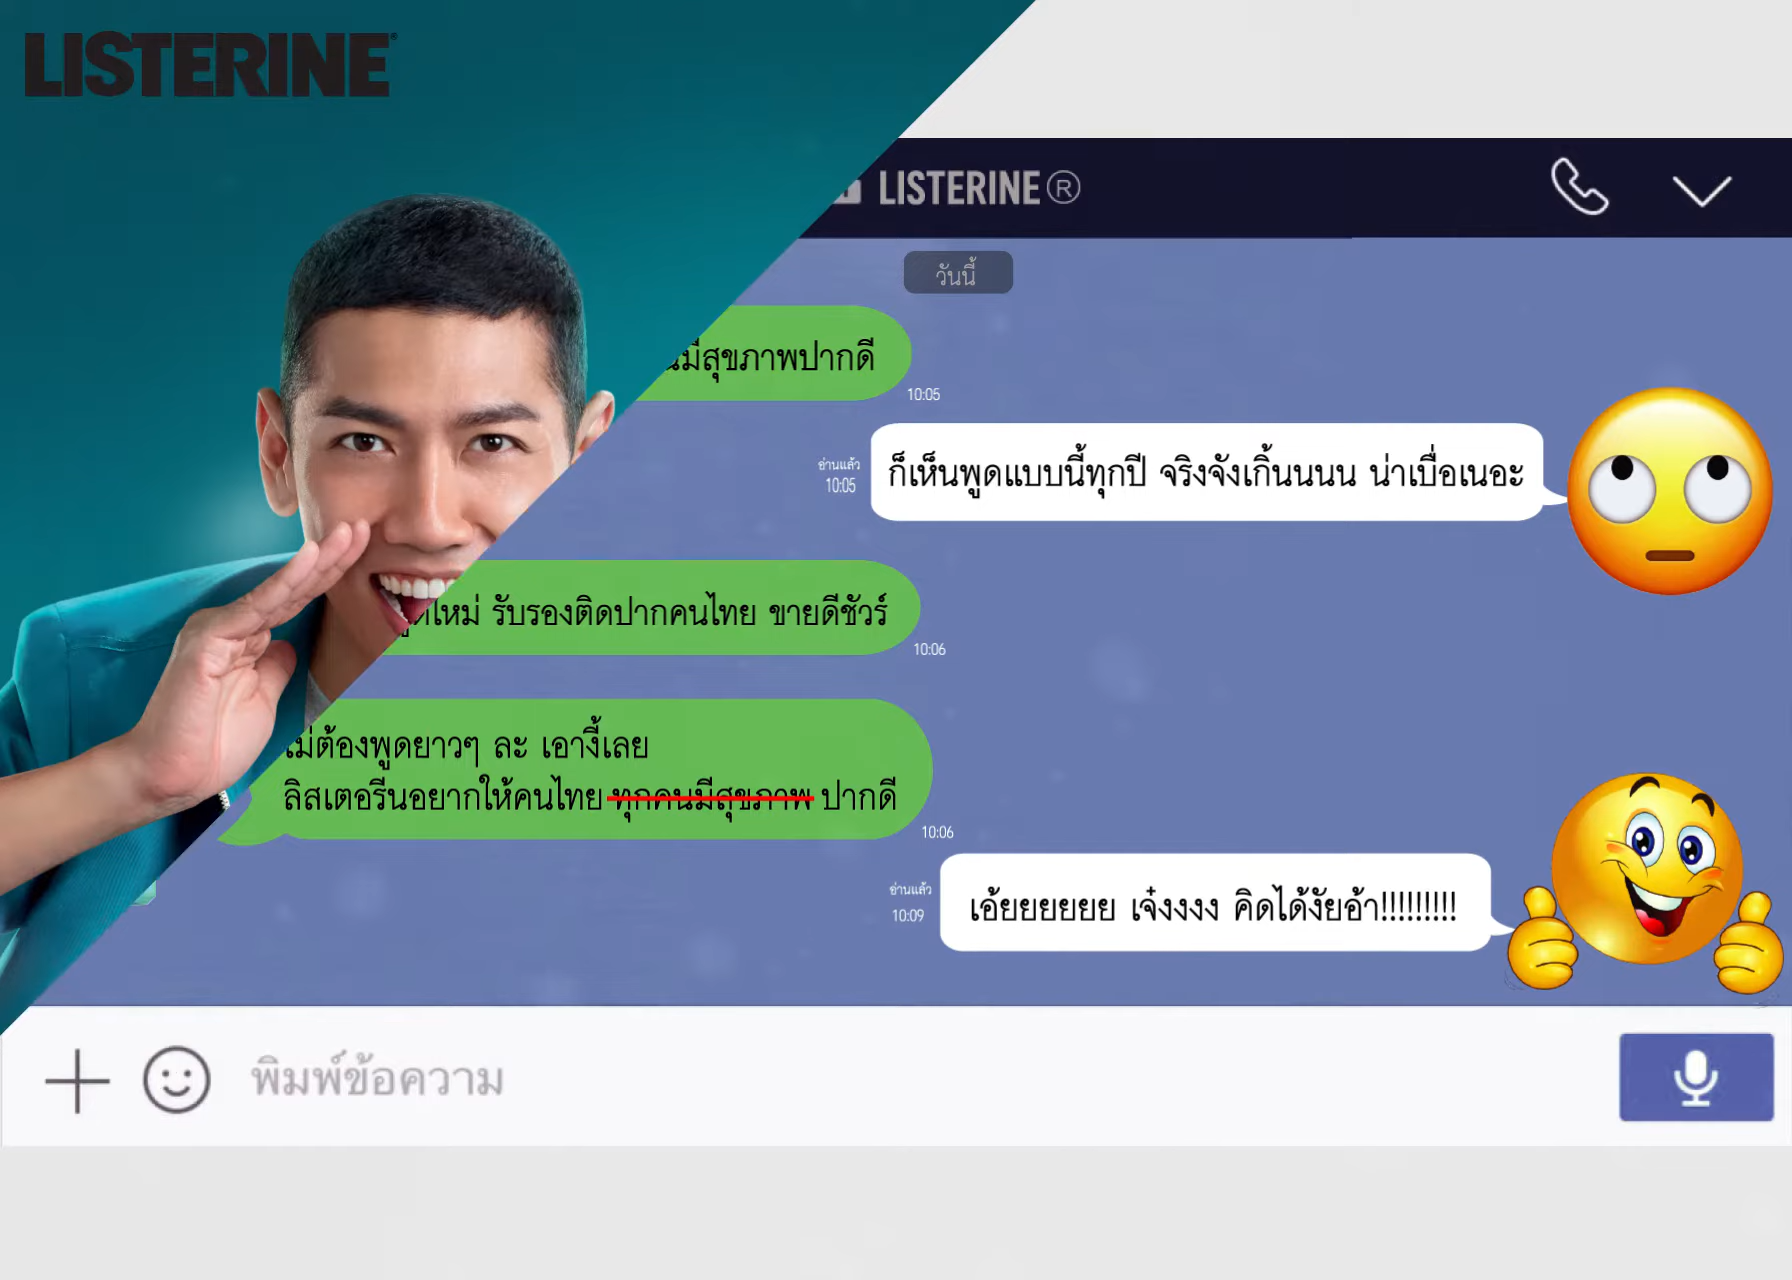 LISTERINE®
LISTERINE®
วันนี้
มีสุขภาพปากดี
10:05
อ่านแล้ว
10:05
ก็เห็นพูดแบบนี้ทุกปี จริงจังเกิ้นนนน น่าเบื่อเนอะ
ใหม่ รับรองติดปากคนไทย ขายดีชัวร์
10:06
ไม่ต้องพูดยาวๆ ละ เอางี้เลย
ลิสเตอรีนอยากให้คนไทย ทุกคนมีสุขภาพ ปากดี
10:06
อ่านแล้ว
10:09
เอ้ยยยยยย เจ๋งงงง คิดได้งัยอ้า!!!!!!!!!
พิมพ์ข้อความ